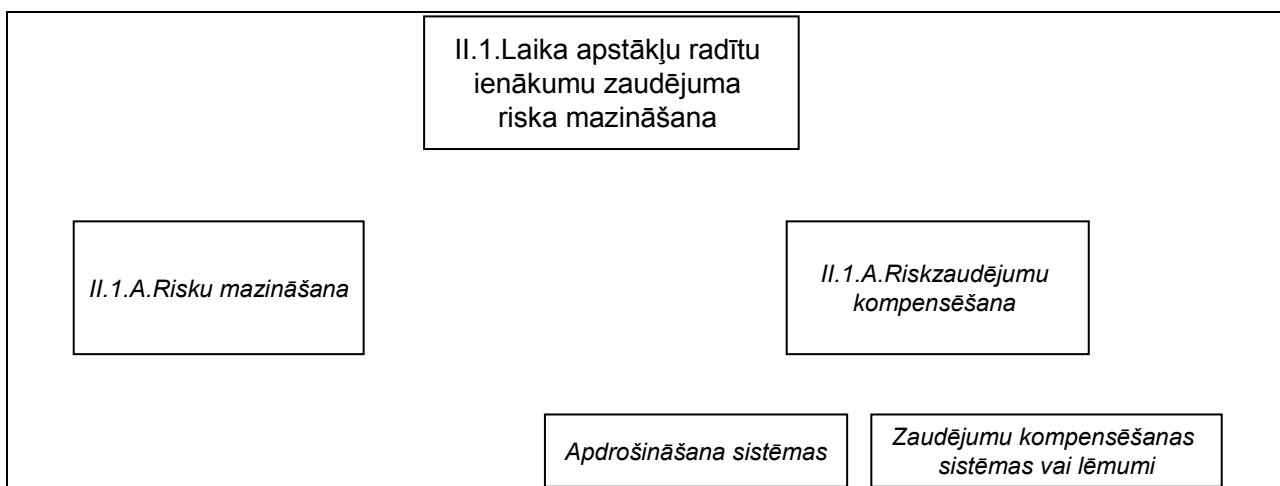 II.1.Laika apstākļu radītu
ienākumu zaudējuma
riska mazināšana
II.1.A.Risku mazināšana
II.1.A.Riskzaudējumu
kompensēšana
Apdrošināšana sistēmas
Zaudējumu kompensēšanas
sistēmas vai lēmumi